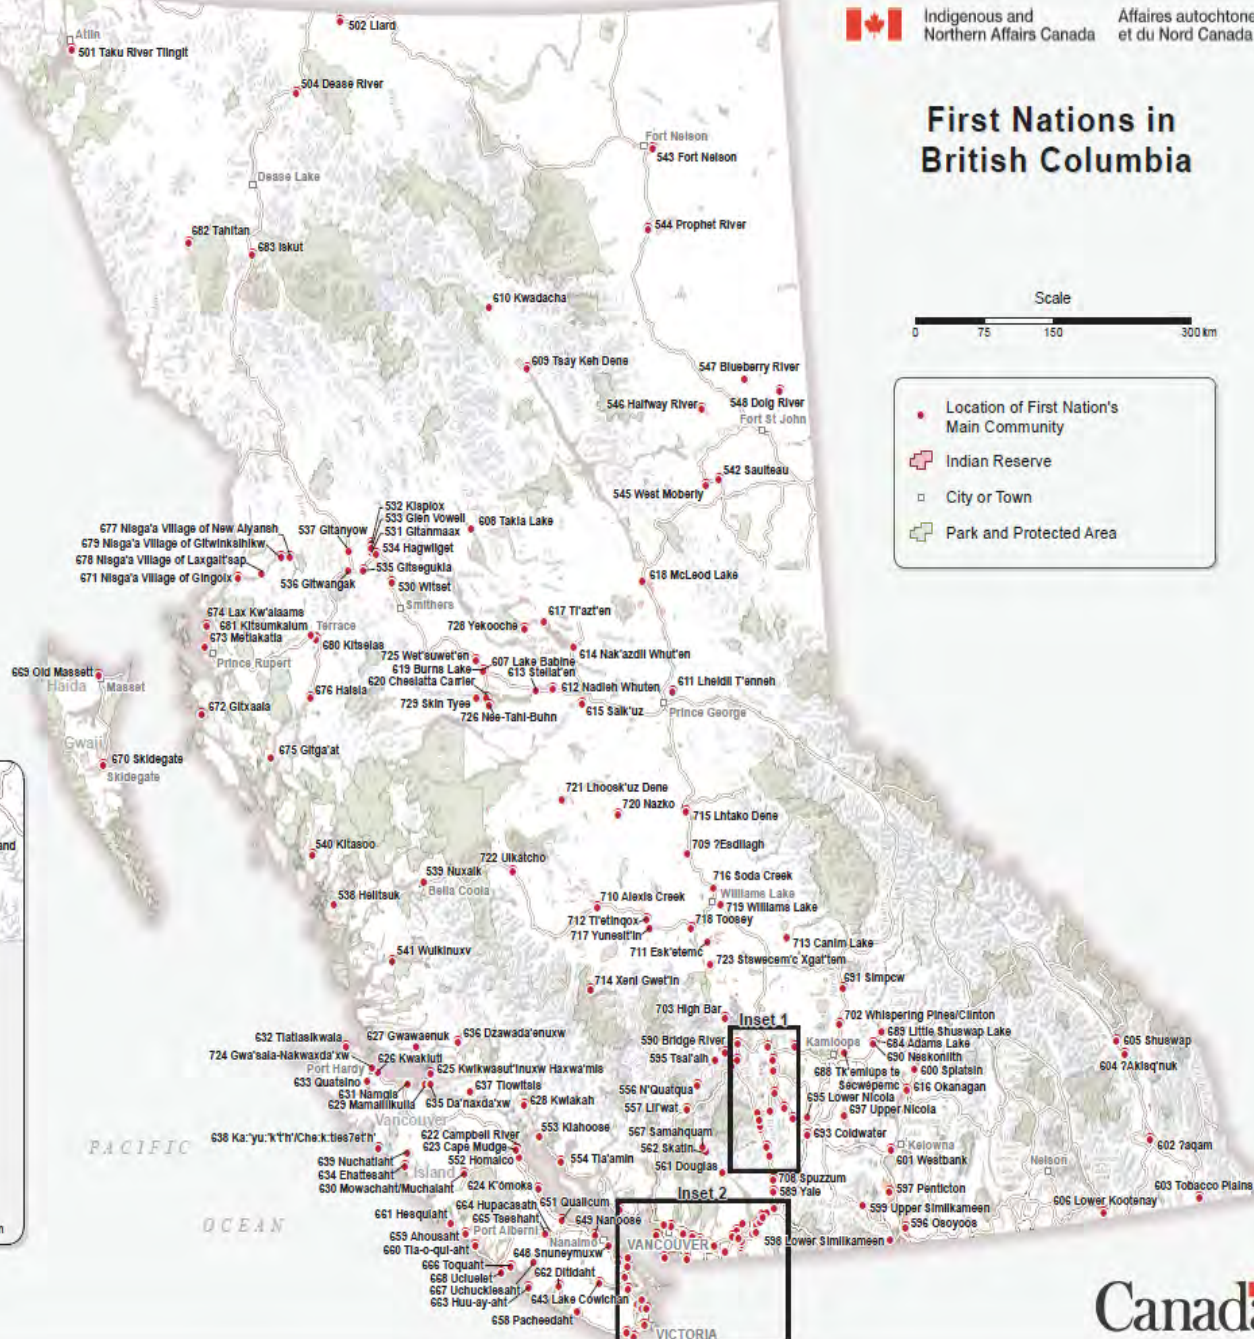 Indigenous and
Northern Affairs Canada
Affaires autochtone
et du Nord Canada
First Nations in
British Columbia
Scale
0 75 150 300 km
Location of First Nation's
Main Community
Indian Reserve
City or Town
Park and Protected Area
Atlin
501 Taku River Tlingit
502 Liard
504 Dease River
Dease Lake
Fort Nelson
543 Fort Nelson
544 Prophet River
682 Tahltan
683 Iskut
610 Kwadacha
609 Tsay Keh Dene
547 Blueberry River
546 Halfway River
548 Doig River
Fort St John
542 Saulteau
545 West Moberly
532 Kispiox
533 Glen Vowell
531 Gitanmaax
534 Hagwilget
535 Gitsegukla
530 Witset
Smithers
608 Takla Lake
537 Gitanyow
536 Gitwangak
677 Nisga'a Village of New Aiyansh
679 Nisga'a Village of Gitwinksihlkw
678 Nisga'a Village of Laxgalt'sap
671 Nisga'a Village of Gingolx
618 McLeod Lake
674 Lax Kw'alaams
681 Kitsumkalum
Terrace
673 Metlakatla
680 Kitselas
Prince Rupert
617 Tl'azt'en
728 Yekooche
614 Nak'azdli Whut'en
725 Wet'suwet'en
607 Lake Babine
619 Burns Lake
613 Stellat'en
620 Cheslatta Carrier
612 Nadleh Whuten
611 Lheidli T'enneh
729 Skin Tyee
726 Nee-Tahi-Buhn
615 Saik'uz
Prince George
669 Old Massett
Haida
Masset
Gwaii
670 Skidegate
Skidegate
676 Haisla
672 Gitxaala
675 Gitga'at
721 Lhoosk'uz Dene
720 Nazko
715 Lhtako Dene
709 ?Esdilagh
540 Kitasoo
722 Ulkatcho
539 Nuxalk
Bella Coola
716 Soda Creek
Williams Lake
719 Williams Lake
538 Heiltsuk
710 Alexis Creek
712 Tl'etinqox
718 Toosey
717 Yunesit'in
711 Esk'etemc
713 Canim Lake
723 Stswecem'c Xgat'tem
541 Wuikinuxv
714 Xeni Gwet'in
691 Simpcw
703 High Bar
Inset 1
702 Whispering Pines/Clinton
632 Tlatlasikwala
627 Gwawaenuk
636 Dzawada'enuxw
590 Bridge River
Kamloops
689 Little Shuswap Lake
684 Adams Lake
690 Neskonlith
605 Shuswap
724 Gwa'sala-Nakwaxda'xw
626 Kwakiutl
595 Tsal'alh
604 ?Akisq'nuk
Port Hardy
625 Kwikwasut'inuxw Haxwa'mis
688 Tk'emlups te
Secwépemc
600 Splatsin
633 Quatsino
637 Tlowitsis
556 N'Quatqua
616 Okanagan
631 Namgis
629 Mamalilikulla
635 Da'naxda'xw
628 Kwiakah
695 Lower Nicola
557 Lil'wat
697 Upper Nicola
Vancouver
Island
567 Samahquam
693 Coldwater
PACIFIC
OCEAN
638 Ka:'yu:'k't'h'/Che:k:tles7et'h'
622 Campbell River
553 Klahoose
562 Skatin
Kelowna
602 ?aqam
623 Cape Mudge
601 Westbank
Nelson
639 Nuchatlaht
552 Homalco
554 Tla'amin
561 Douglas
634 Ehattesaht
630 Mowachaht/Muchalaht
624 K'ómoks
708 Spuzzum
589 Yale
597 Penticton
603 Tobacco Plains
606 Lower Kootenay
664 Hupacasath
651 Qualicum
Inset 2
599 Upper Similkameen
661 Hesquiaht
665 Tseshaht
649 Nanoose
596 Osoyoos
659 Ahousaht
Port Alberni
Nanaimo
VANCOUVER
598 Lower Similkameen
660 Tla-o-qui-aht
648 Snuneymuxw
666 Toquaht
662 Ditidaht
668 Ucluelet
667 Uchucklesaht
643 Lake Cowichan
663 Huu-ay-aht
658 Pacheedaht
VICTORIA
Canada